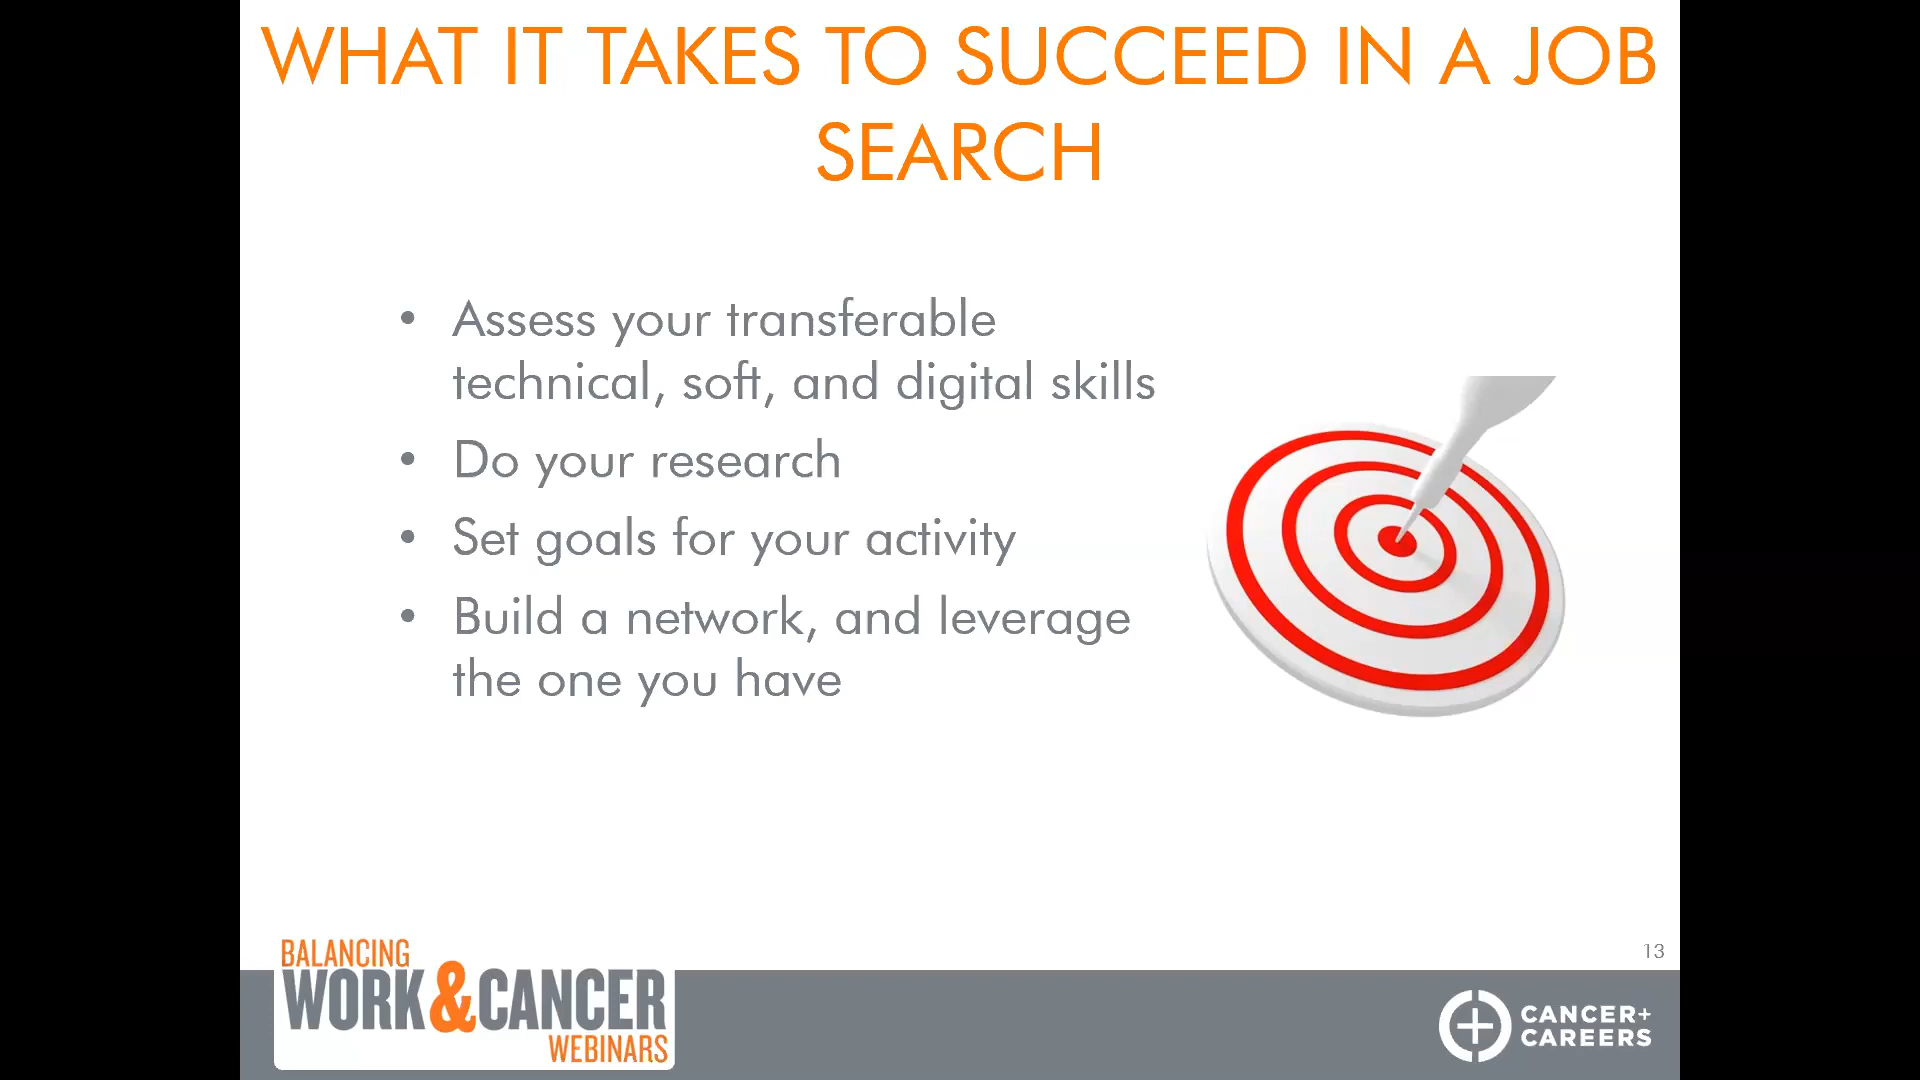 WHAT IT TAKES TO SUCCEED IN A JOB
SEARCH
• Assess your transferable
technical, soft, and digital skills
• Do your research
• Set goals for your activity
• Build a network, and leverage
the one you have
13
BALANCING
WORK&CANCER
WEBINARS
CANCER+
CAREERS